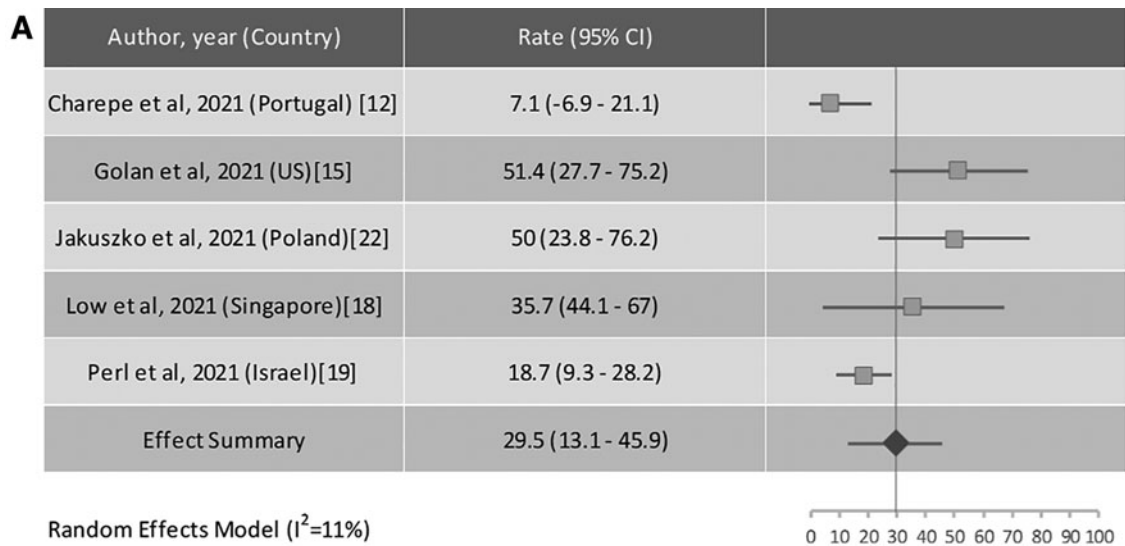 A
Author, year (Country) Rate (95% CI)
Charepe et al, 2021 (Portugal) [12] 7.1 (-6.9 - 21.1)
Golan et al, 2021 (US)[15] 51.4 (27.7 - 75.2)
Jakuszko et al, 2021 (Poland)[22] 50 (23.8 - 76.2)
Low et al, 2021 (Singapore)[18] 35.7 (44.1 - 67)
Perl et al, 2021 (Israel)[19] 18.7 (9.3 - 28.2)
Effect Summary 29.5 (13.1 - 45.9)
Random Effects Model (I²=11%)
0 10 20 30 40 50 60 70 80 90 100